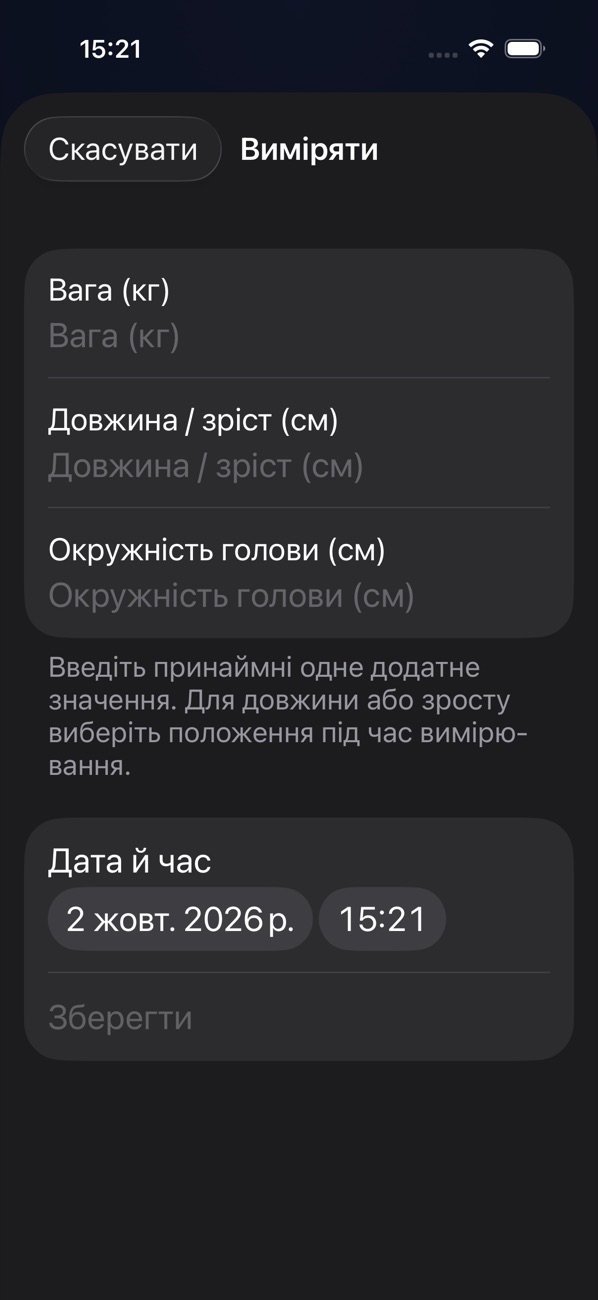 15:21
Скасувати Виміряти
Вага (кг)
Вага (кг)
Довжина / зріст (см)
Довжина / зріст (см)
Окружність голови (см)
Окружність голови (см)
Введіть принаймні одне додатне
значення. Для довжини або зросту
виберіть положення під час вимірю-
вання.
Дата й час
2 жовт. 2026 р. 15:21
Зберегти